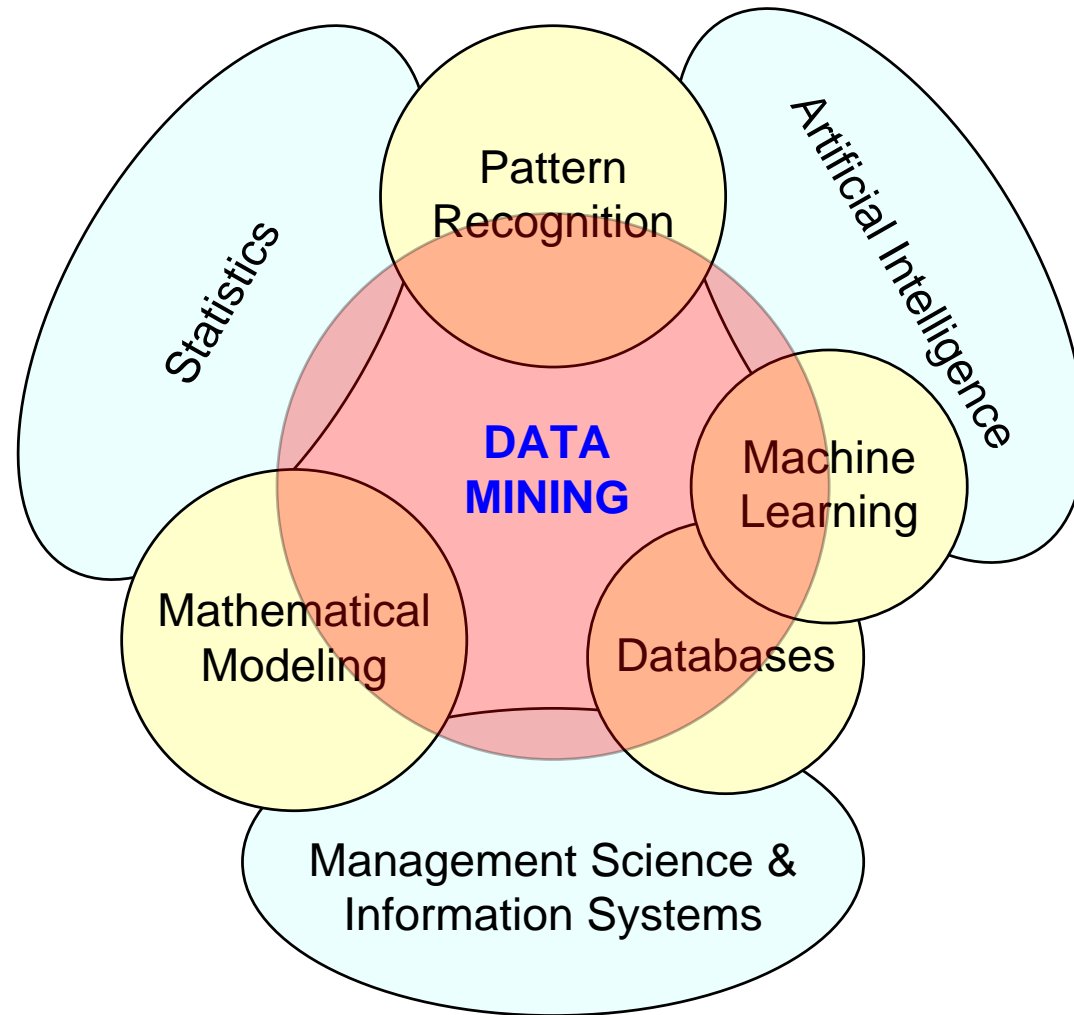 Pattern
Recognition
Artificial Intelligence
Statistics
DATA
MINING
Machine
Learning
Mathematical
Modeling
Databases
Management Science &
Information Systems